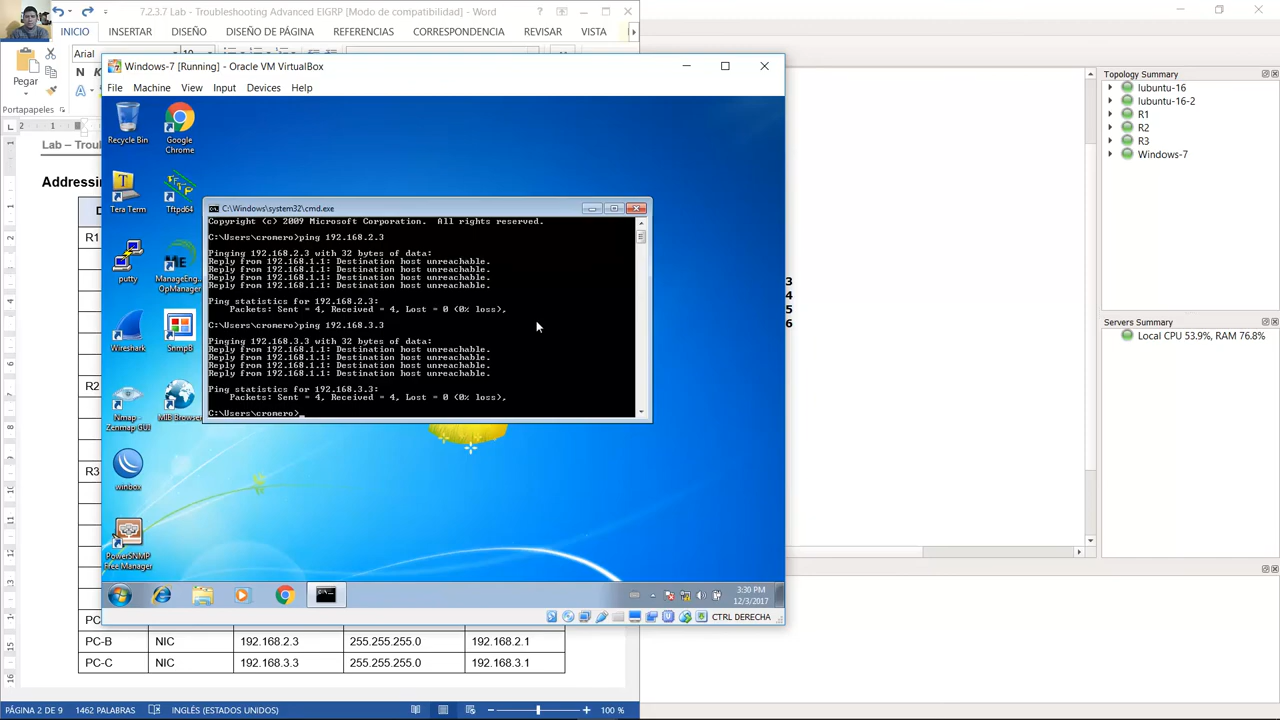 7.2.3.7 Lab - Troubleshooting Advanced EIGRP [Modo de compatibilidad] - Word
INICIO INSERTAR DISEÑO DISEÑO DE PÁGINA REFERENCIAS CORRESPONDENCIA REVISAR VISTA
Arial
Pegar
N K
Portapapeles
Windows-7 [Running] - Oracle VM VirtualBox
File Machine View Input Devices Help
Recycle Bin
Google Chrome
Tera Term
Tftpd64
putty
ManageEng... OpManager
Wireshark
SnmpB
Nmap - Zenmap GUI
MIB Browser
winbox
PowerSNMP Free Manager
C:\Windows\system32\cmd.exe
Copyright (c) 2009 Microsoft Corporation. All rights reserved.
C:\Users\cromero>ping 192.168.2.3
Pinging 192.168.2.3 with 32 bytes of data:
Reply from 192.168.1.1: Destination host unreachable.
Reply from 192.168.1.1: Destination host unreachable.
Reply from 192.168.1.1: Destination host unreachable.
Reply from 192.168.1.1: Destination host unreachable.
Ping statistics for 192.168.2.3:
Packets: Sent = 4, Received = 4, Lost = 0 (0% loss),
C:\Users\cromero>ping 192.168.3.3
Pinging 192.168.3.3 with 32 bytes of data:
Reply from 192.168.1.1: Destination host unreachable.
Reply from 192.168.1.1: Destination host unreachable.
Reply from 192.168.1.1: Destination host unreachable.
Reply from 192.168.1.1: Destination host unreachable.
Ping statistics for 192.168.3.3:
Packets: Sent = 4, Received = 4, Lost = 0 (0% loss),
C:\Users\cromero>_
3:30 PM
12/3/2017
CTRL DERECHA
Lab – Trou
Addressin
R1
R2
R3
PC
PC-B NIC 192.168.2.3 255.255.255.0 192.168.2.1
PC-C NIC 192.168.3.3 255.255.255.0 192.168.3.1
PÁGINA 2 DE 9 1462 PALABRAS INGLÉS (ESTADOS UNIDOS) 100 %
3
4
5
6
Topology Summary
lubuntu-16
lubuntu-16-2
R1
R2
R3
Windows-7
Servers Summary
Local CPU 53.9%, RAM 76.8%